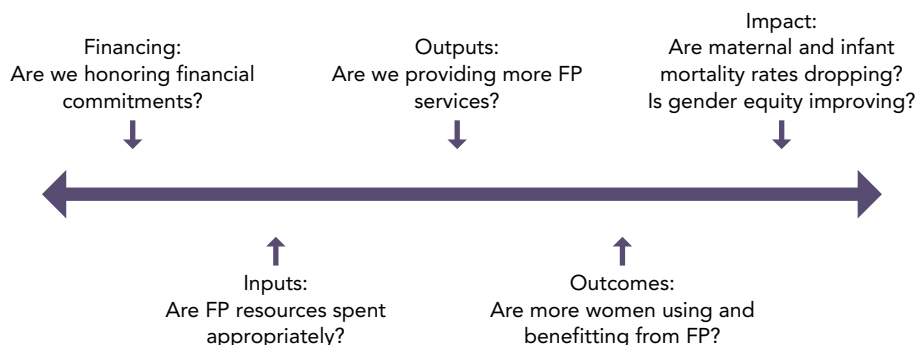 Financing:
Are we honoring financial
commitments?
Outputs:
Are we providing more FP
services?
Impact:
Are maternal and infant
mortality rates dropping?
Is gender equity improving?
Inputs:
Are FP resources spent
appropriately?
Outcomes:
Are more women using and
benefitting from FP?